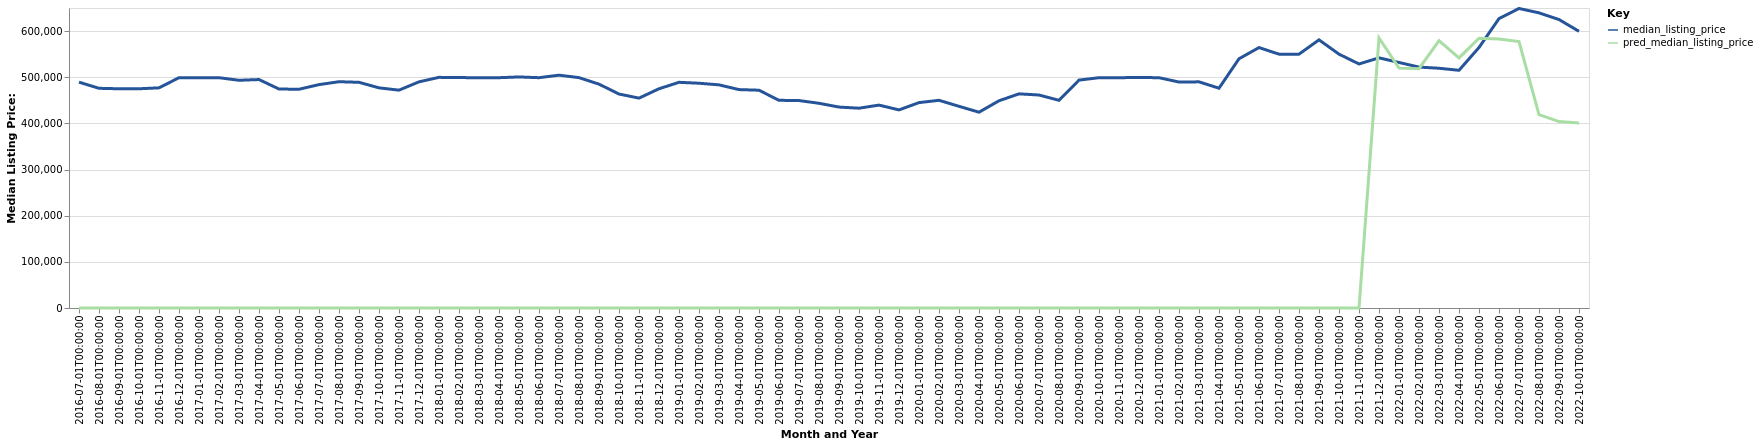 Median Listing Price:
600,000
500,000
400,000
300,000
200,000
100,000
0
2016-07-01T00:00:00
2016-08-01T00:00:00
2016-09-01T00:00:00
2016-10-01T00:00:00
2016-11-01T00:00:00
2016-12-01T00:00:00
2017-01-01T00:00:00
2017-02-01T00:00:00
2017-03-01T00:00:00
2017-04-01T00:00:00
2017-05-01T00:00:00
2017-06-01T00:00:00
2017-07-01T00:00:00
2017-08-01T00:00:00
2017-09-01T00:00:00
2017-10-01T00:00:00
2017-11-01T00:00:00
2017-12-01T00:00:00
2018-01-01T00:00:00
2018-02-01T00:00:00
2018-03-01T00:00:00
2018-04-01T00:00:00
2018-05-01T00:00:00
2018-06-01T00:00:00
2018-07-01T00:00:00
2018-08-01T00:00:00
2018-09-01T00:00:00
2018-10-01T00:00:00
2018-11-01T00:00:00
2018-12-01T00:00:00
2019-01-01T00:00:00
2019-02-01T00:00:00
2019-03-01T00:00:00
2019-04-01T00:00:00
2019-05-01T00:00:00
2019-06-01T00:00:00
2019-07-01T00:00:00
2019-08-01T00:00:00
2019-09-01T00:00:00
2019-10-01T00:00:00
2019-11-01T00:00:00
2019-12-01T00:00:00
2020-01-01T00:00:00
2020-02-01T00:00:00
2020-03-01T00:00:00
2020-04-01T00:00:00
2020-05-01T00:00:00
2020-06-01T00:00:00
2020-07-01T00:00:00
2020-08-01T00:00:00
2020-09-01T00:00:00
2020-10-01T00:00:00
2020-11-01T00:00:00
2020-12-01T00:00:00
2021-01-01T00:00:00
2021-02-01T00:00:00
2021-03-01T00:00:00
2021-04-01T00:00:00
2021-05-01T00:00:00
2021-06-01T00:00:00
2021-07-01T00:00:00
2021-08-01T00:00:00
2021-09-01T00:00:00
2021-10-01T00:00:00
2021-11-01T00:00:00
2021-12-01T00:00:00
2022-01-01T00:00:00
2022-02-01T00:00:00
2022-03-01T00:00:00
2022-04-01T00:00:00
2022-05-01T00:00:00
2022-06-01T00:00:00
2022-07-01T00:00:00
2022-08-01T00:00:00
2022-09-01T00:00:00
2022-10-01T00:00:00
Month and Year
Key
median_listing_price
pred_median_listing_price